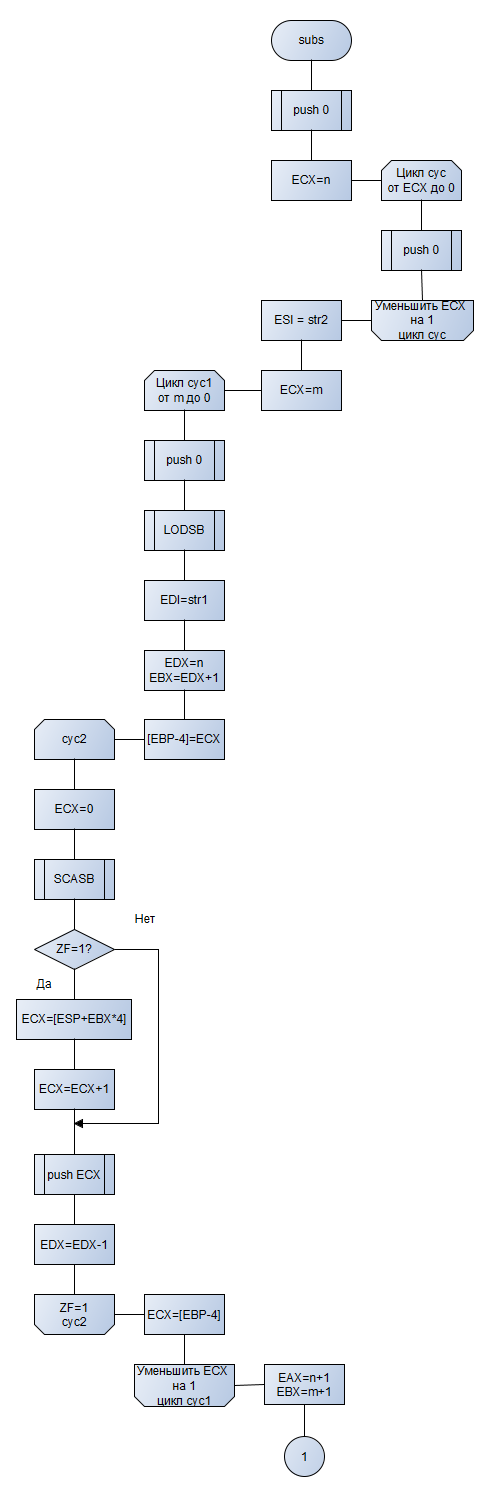 subs
push 0
ECX=n
Цикл cyc
от ECX до 0
push 0
Уменьшить ECX
на 1
цикл cyc
ESI = str2
ECX=m
Цикл cyc1
от m до 0
push 0
LODSB
EDI=str1
EDX=n
EBX=EDX+1
[EBP-4]=ECX
cyc2
ECX=0
SCASB
Нет
ZF=1?
Да
ECX=[ESP+EBX*4]
ECX=ECX+1
push ECX
EDX=EDX-1
ZF=1
cyc2
ECX=[EBP-4]
Уменьшить ECX
на 1
цикл cyc1
EAX=n+1
EBX=m+1
1